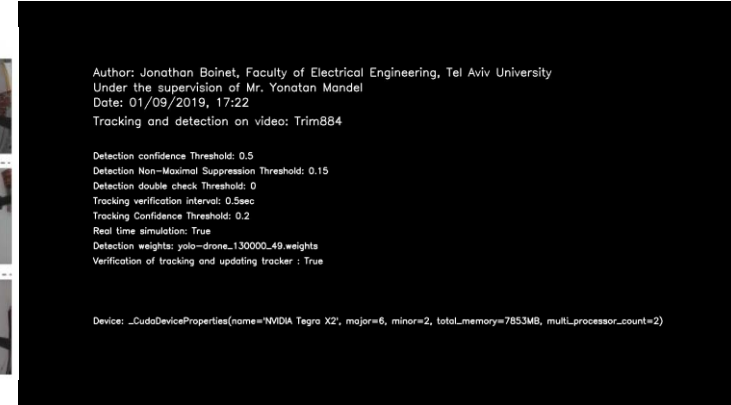 Author: Jonathan Boinet, Faculty of Electrical Engineering, Tel Aviv University
Under the supervision of Mr. Yonatan Mandel
Date: 01/09/2019, 17:22
Tracking and detection on video: Trim884
Detection confidence Threshold: 0.5
Detection Non-Maximal Suppression Threshold: 0.15
Detection double check Threshold: 0
Tracking verification interval: 0.5sec
Tracking Confidence Threshold: 0.2
Real time simulation: True
Detection weights: yolo-drone_130000_49.weights
Verification of tracking and updating tracker : True
Device: _CudaDeviceProperties(name='NVIDIA Tegra X2', major=6, minor=2, total_memory=7853MB, multi_processor_count=2)